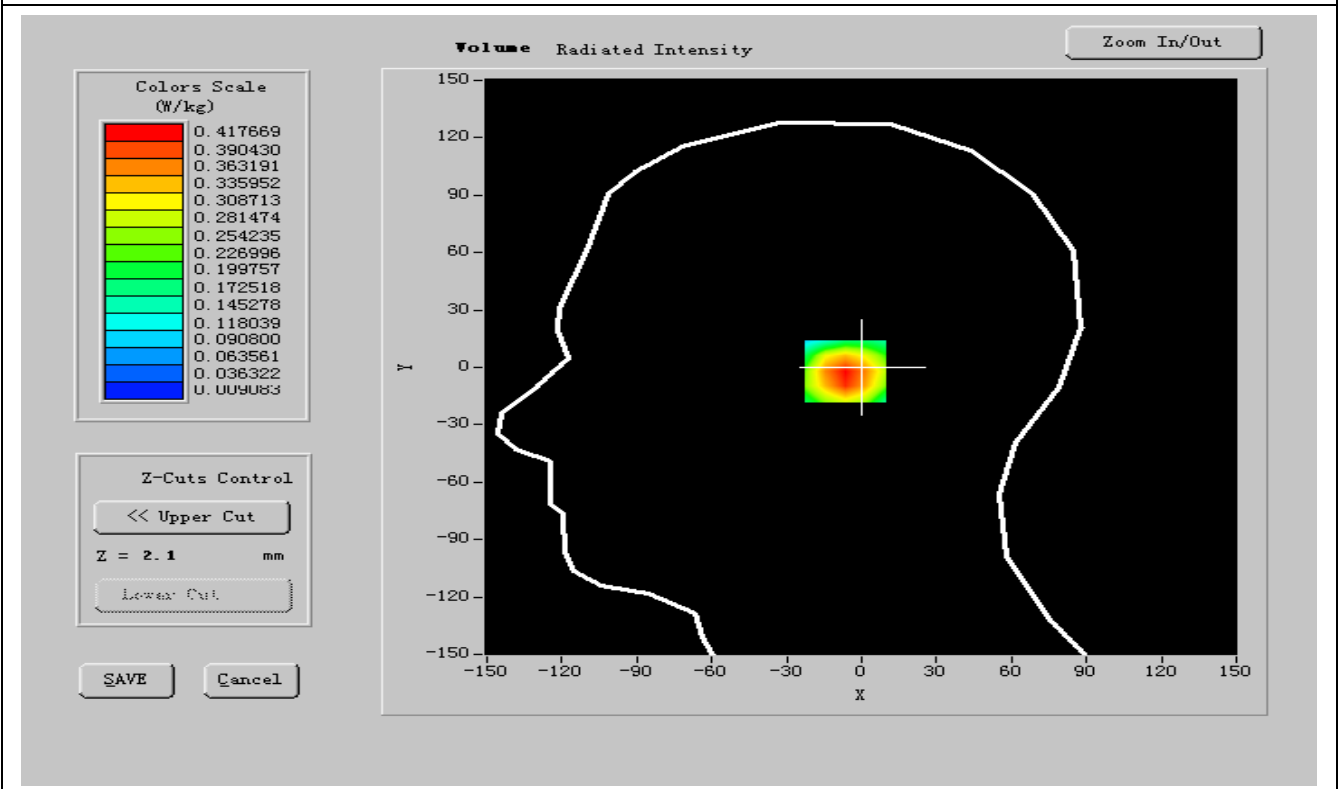 Volume Radiated Intensity
Zoom In/Out
Colors Scale
(W/kg)
0.417669
0.390430
0.363191
0.335952
0.308713
0.281474
0.254235
0.226996
0.199757
0.172518
0.145278
0.118039
0.090800
0.063561
0.036322
0.009083
Z-Cuts Control
<< Upper Cut
Z = 2.1 mm
Lower Cut
SAVE Cancel
150
120
90
60
30
0
-30
-60
-90
-120
-150
Y
-150 -120 -90 -60 -30 0 30 60 90 120 150
X